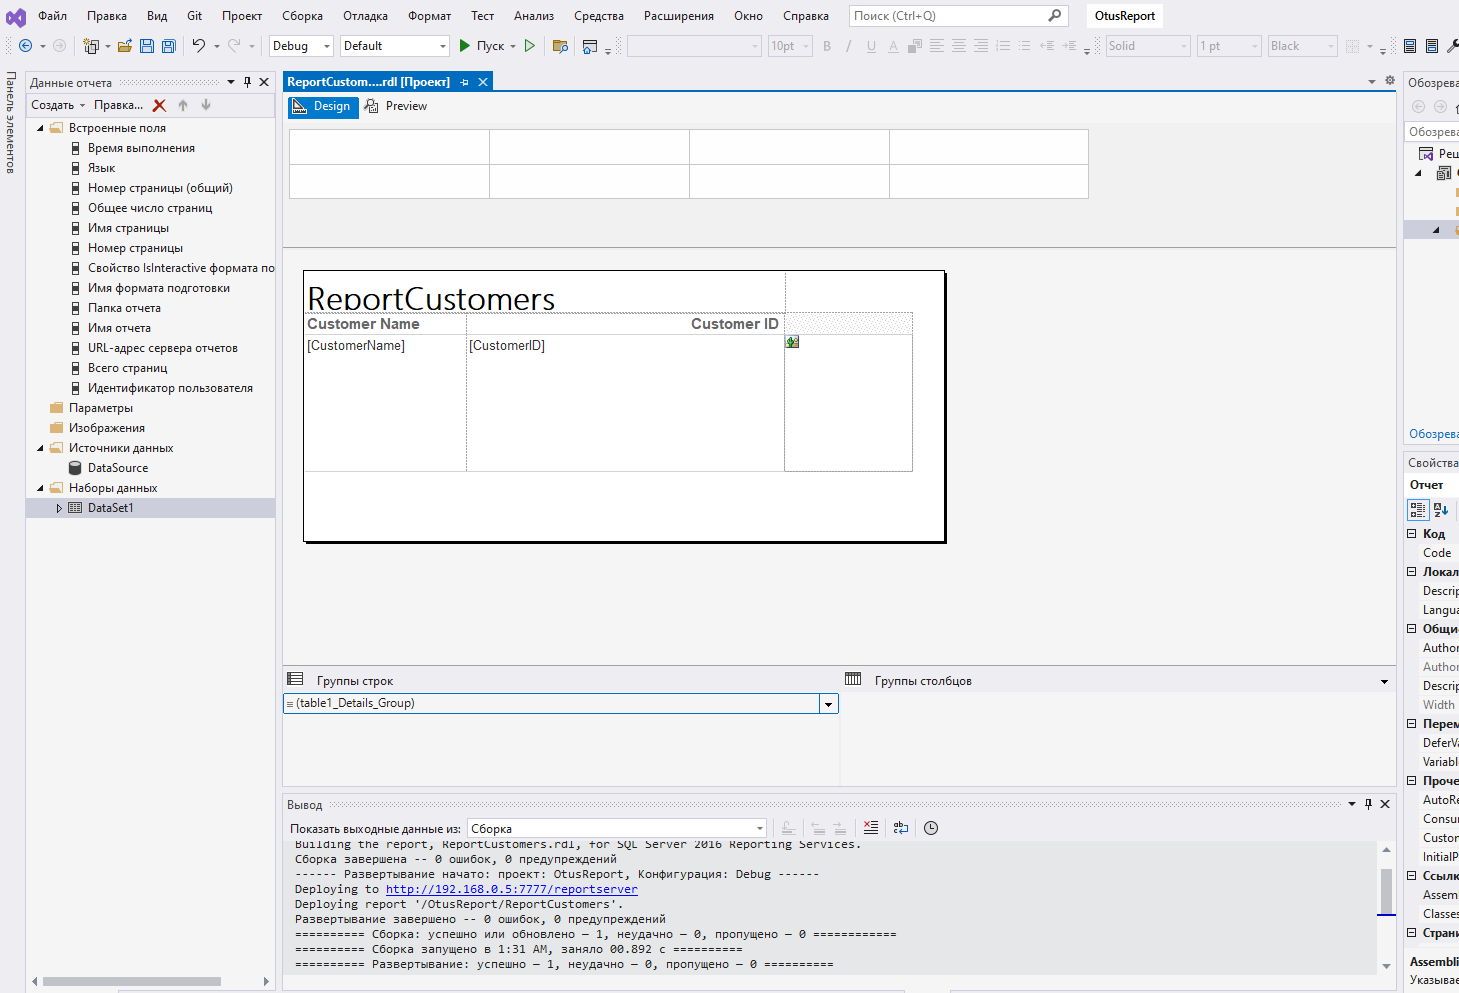 Файл Правка Вид Git Проект Сборка Отладка Формат Тест Анализ Средства Расширения Окно Справка Поиск (Ctrl+Q) OtusReport
Debug Default Пуск 10pt B I U A Solid 1 pt Black
Панель элементов
Данные отчета
Создать Правка...
Встроенные поля
Время выполнения
Язык
Номер страницы (общий)
Общее число страниц
Имя страницы
Номер страницы
Свойство IsInteractive формата по
Имя формата подготовки
Папка отчета
Имя отчета
URL-адрес сервера отчетов
Всего страниц
Идентификатор пользователя
Параметры
Изображения
Источники данных
DataSource
Наборы данных
DataSet1
ReportCustom....rdl [Проект]
Design Preview
ReportCustomers
Customer Name Customer ID
[CustomerName] [CustomerID]
Группы строк Группы столбцов
(table1_Details_Group)
Вывод
Показать выходные данные из: Сборка
Building the report, ReportCustomers.rdl, for SQL Server 2016 Reporting Services.
Сборка завершена -- 0 ошибок, 0 предупреждений
------ Развертывание начато: проект: OtusReport, Конфигурация: Debug ------
Deploying to http://192.168.0.5:7777/reportserver
Deploying report '/OtusReport/ReportCustomers'.
Развертывание завершено -- 0 ошибок, 0 предупреждений
========== Сборка: успешно или обновлено — 1, неудачно — 0, пропущено — 0 ============
========== Сборка запущено в 1:31 AM, заняло 00.892 с ==========
========== Развертывание: успешно — 1, неудачно — 0, пропущено — 0 ==========
Обозрева
Обозрева
Реш
Обозрева
Свойства
Отчет
Код
Code
Локал
Descrip
Langua
Общи
Author
Author
Descrip
Width
Перем
DeferVa
Variabl
Проче
AutoRe
Consum
Custom
InitialP
Ссылк
Assem
Classes
Страни
Assembli
Указывае